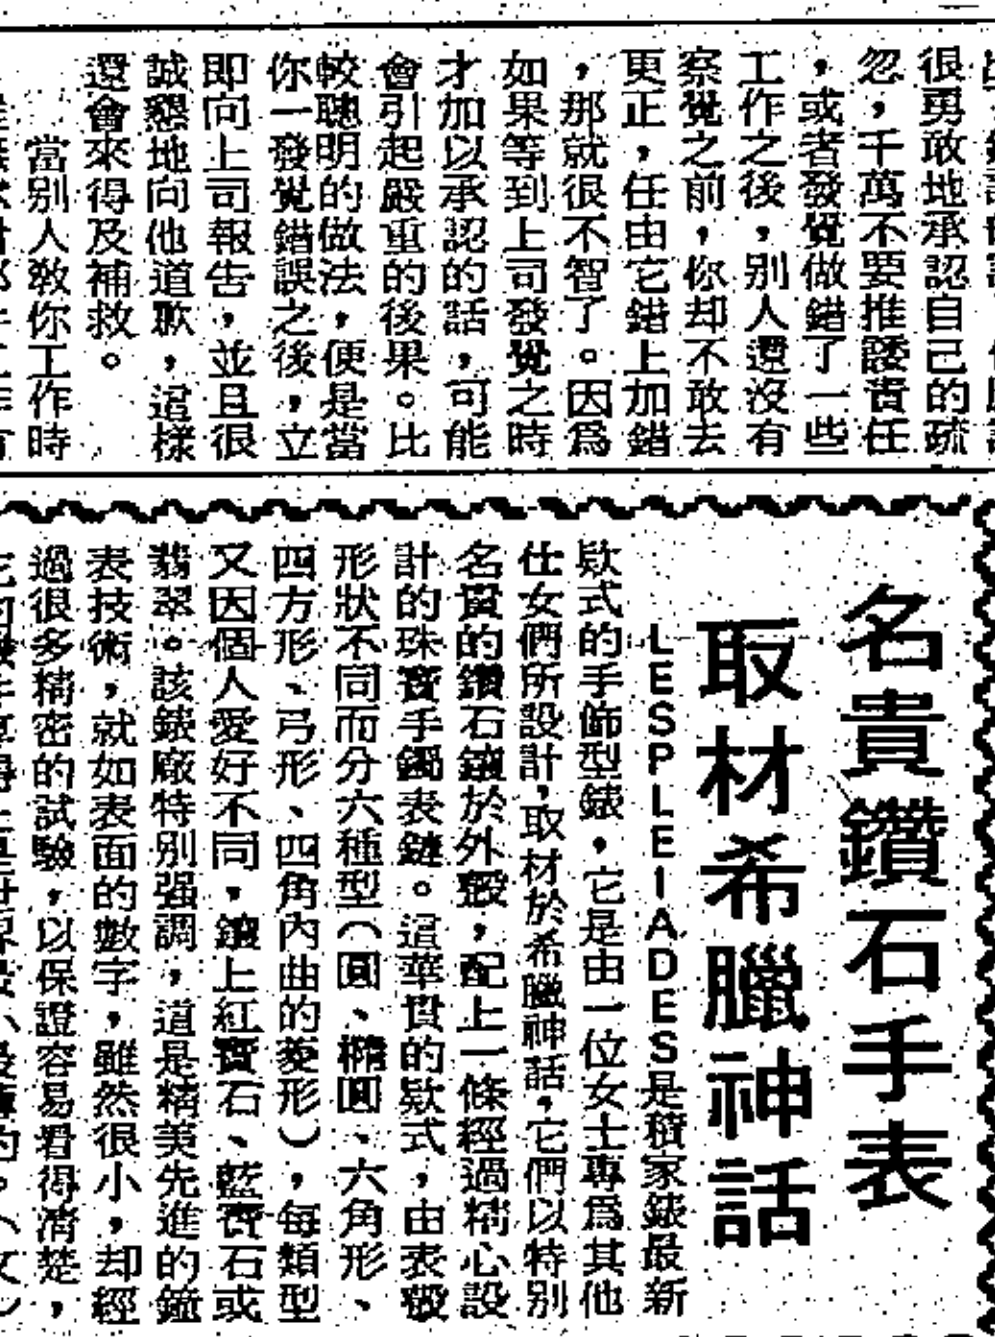 很勇敢地承認自己的疏
忽，千萬不要推諉責任
，或者發覺做錯了一些
工作之後，別人還沒有
察覺之前，你却不敢去
更正，任由它錯上加錯
，那就很不智了。因爲
如果等到上司發覺之時
才加以承認的話，可能
會引起嚴重的後果。比
較聰明的做法，便是當
你一發覺錯誤之後，立
即向上司報告，並且很
誠懇地向他道歉，這樣
還會來得及補救。
當別人敎你工作時
名貴鑽石手表
取材希臘神話
LESPLEIADES是積家錶最新
欵式的手飾型錶，它是由一位女士專爲其他
仕女們所設計，取材於希臘神話，它們以特別
名貴的鑽石鑲於外殼，配上一條經過精心設
計的珠寶手鐲表鏈。這華貴的欵式，由表殼
形狀不同而分六種型（圓、橢圓、六角形、
四方形、弓形、四角內曲的菱形），每類型
又因個人愛好不同，鑲上紅寶石、藍寶石或
翡翠。該錶廠特別强調，這是精美先進的鐘
表技術，就如表面的數字，雖然很小，却經
過很多精密的試驗，以保證容易看得清楚，